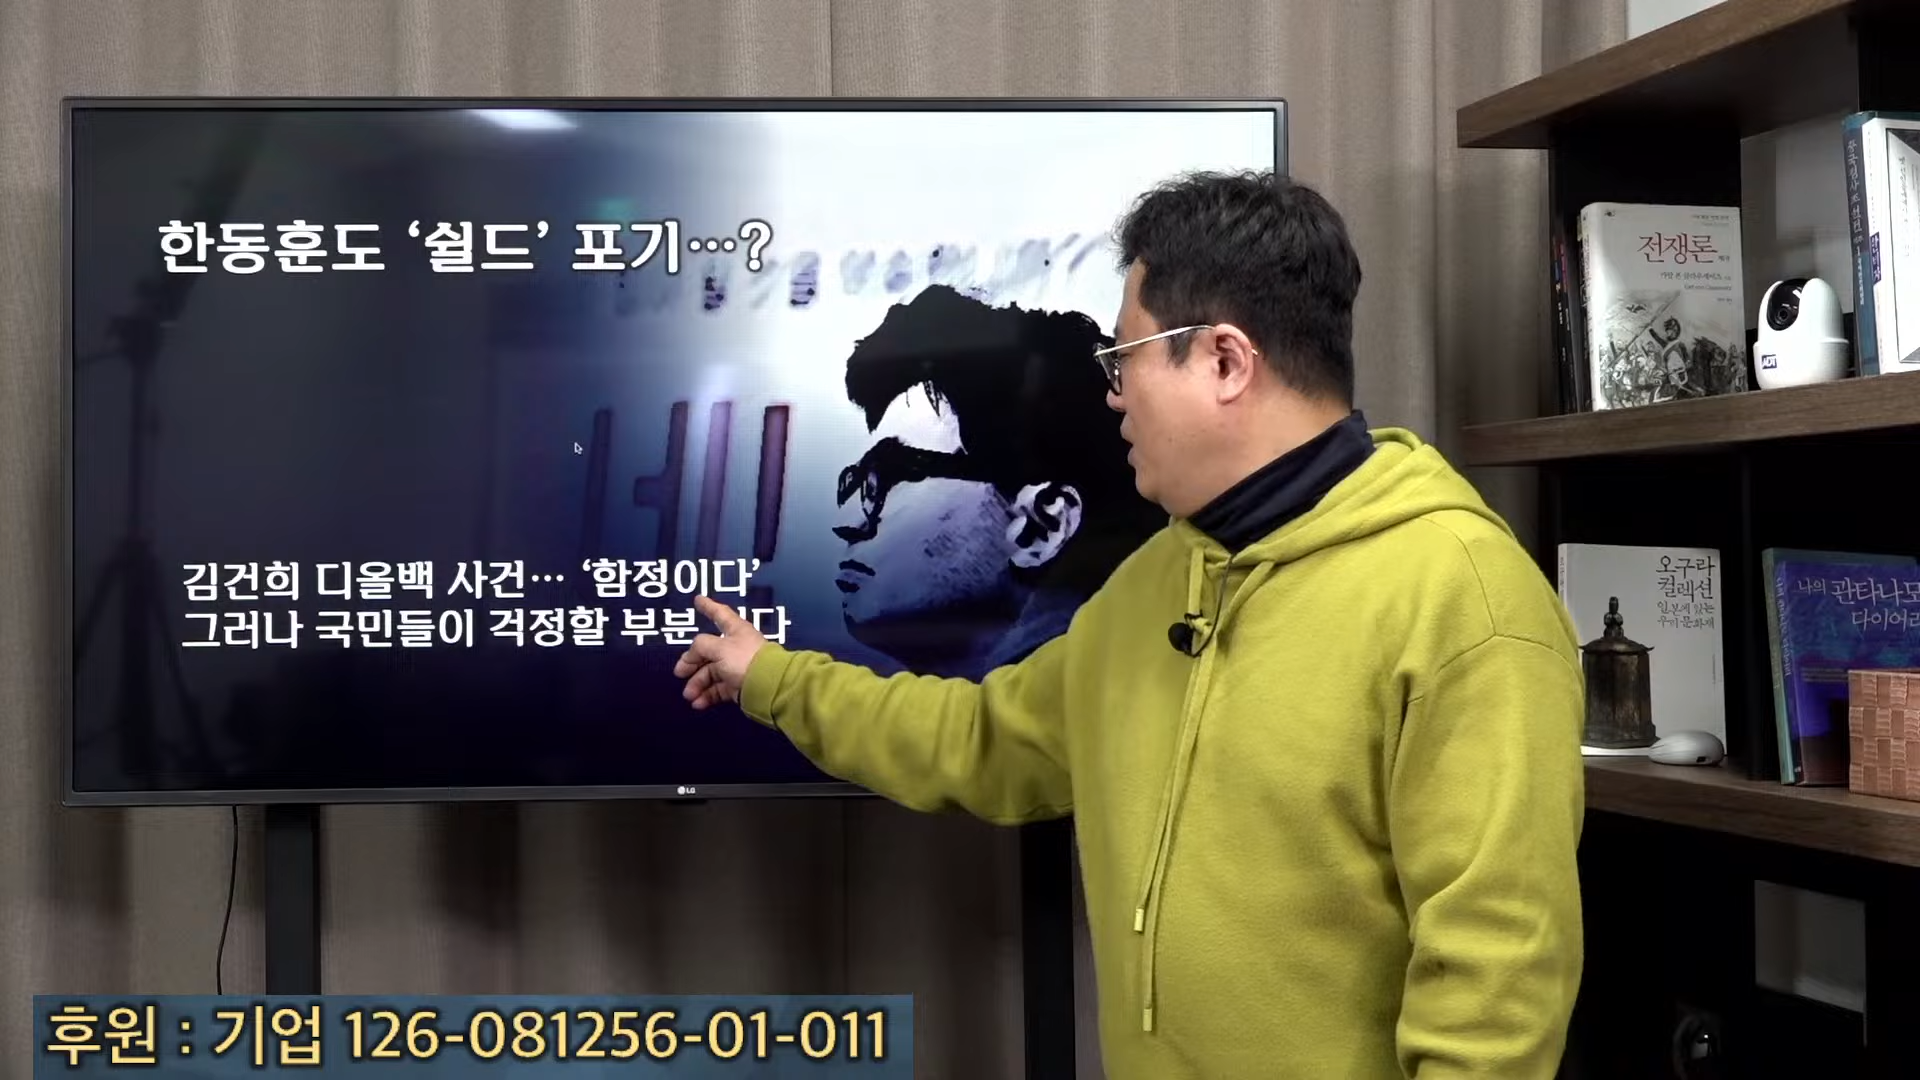 한동훈도 ‘쉴드’ 포기…?
김건희 디올백 사건… ‘함정이다’
그러나 국민들이 걱정할 부분
LG
후원 : 기업 126-081256-01-011
전쟁론
ADT
오구라
컬렉션
일본에 있는
우리 문화재
나의 관타나모
다이어리